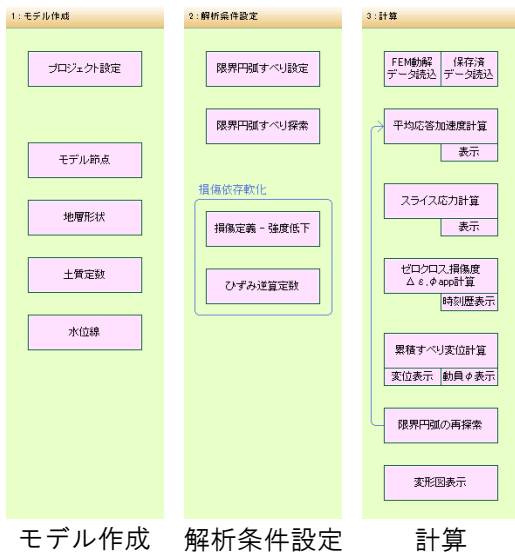 1:モデル作成
プロジェクト設定
モデル節点
地層形状
土質定数
水位線
モデル作成
2:解析条件設定
限界円弧すべり設定
限界円弧すべり探索
損傷依存軟化
損傷定義－強度低下
ひずみ逆算定数
解析条件設定
3:計算
FEM動解
データ読込
保存済
データ読込
平均応答加速度計算
表示
スライス応力計算
表示
ゼロクロス,損傷度
Δε,φapp計算
時刻歴表示
累積すべり変位計算
変位表示
動員φ表示
限界円弧の再探索
変形図表示
計算